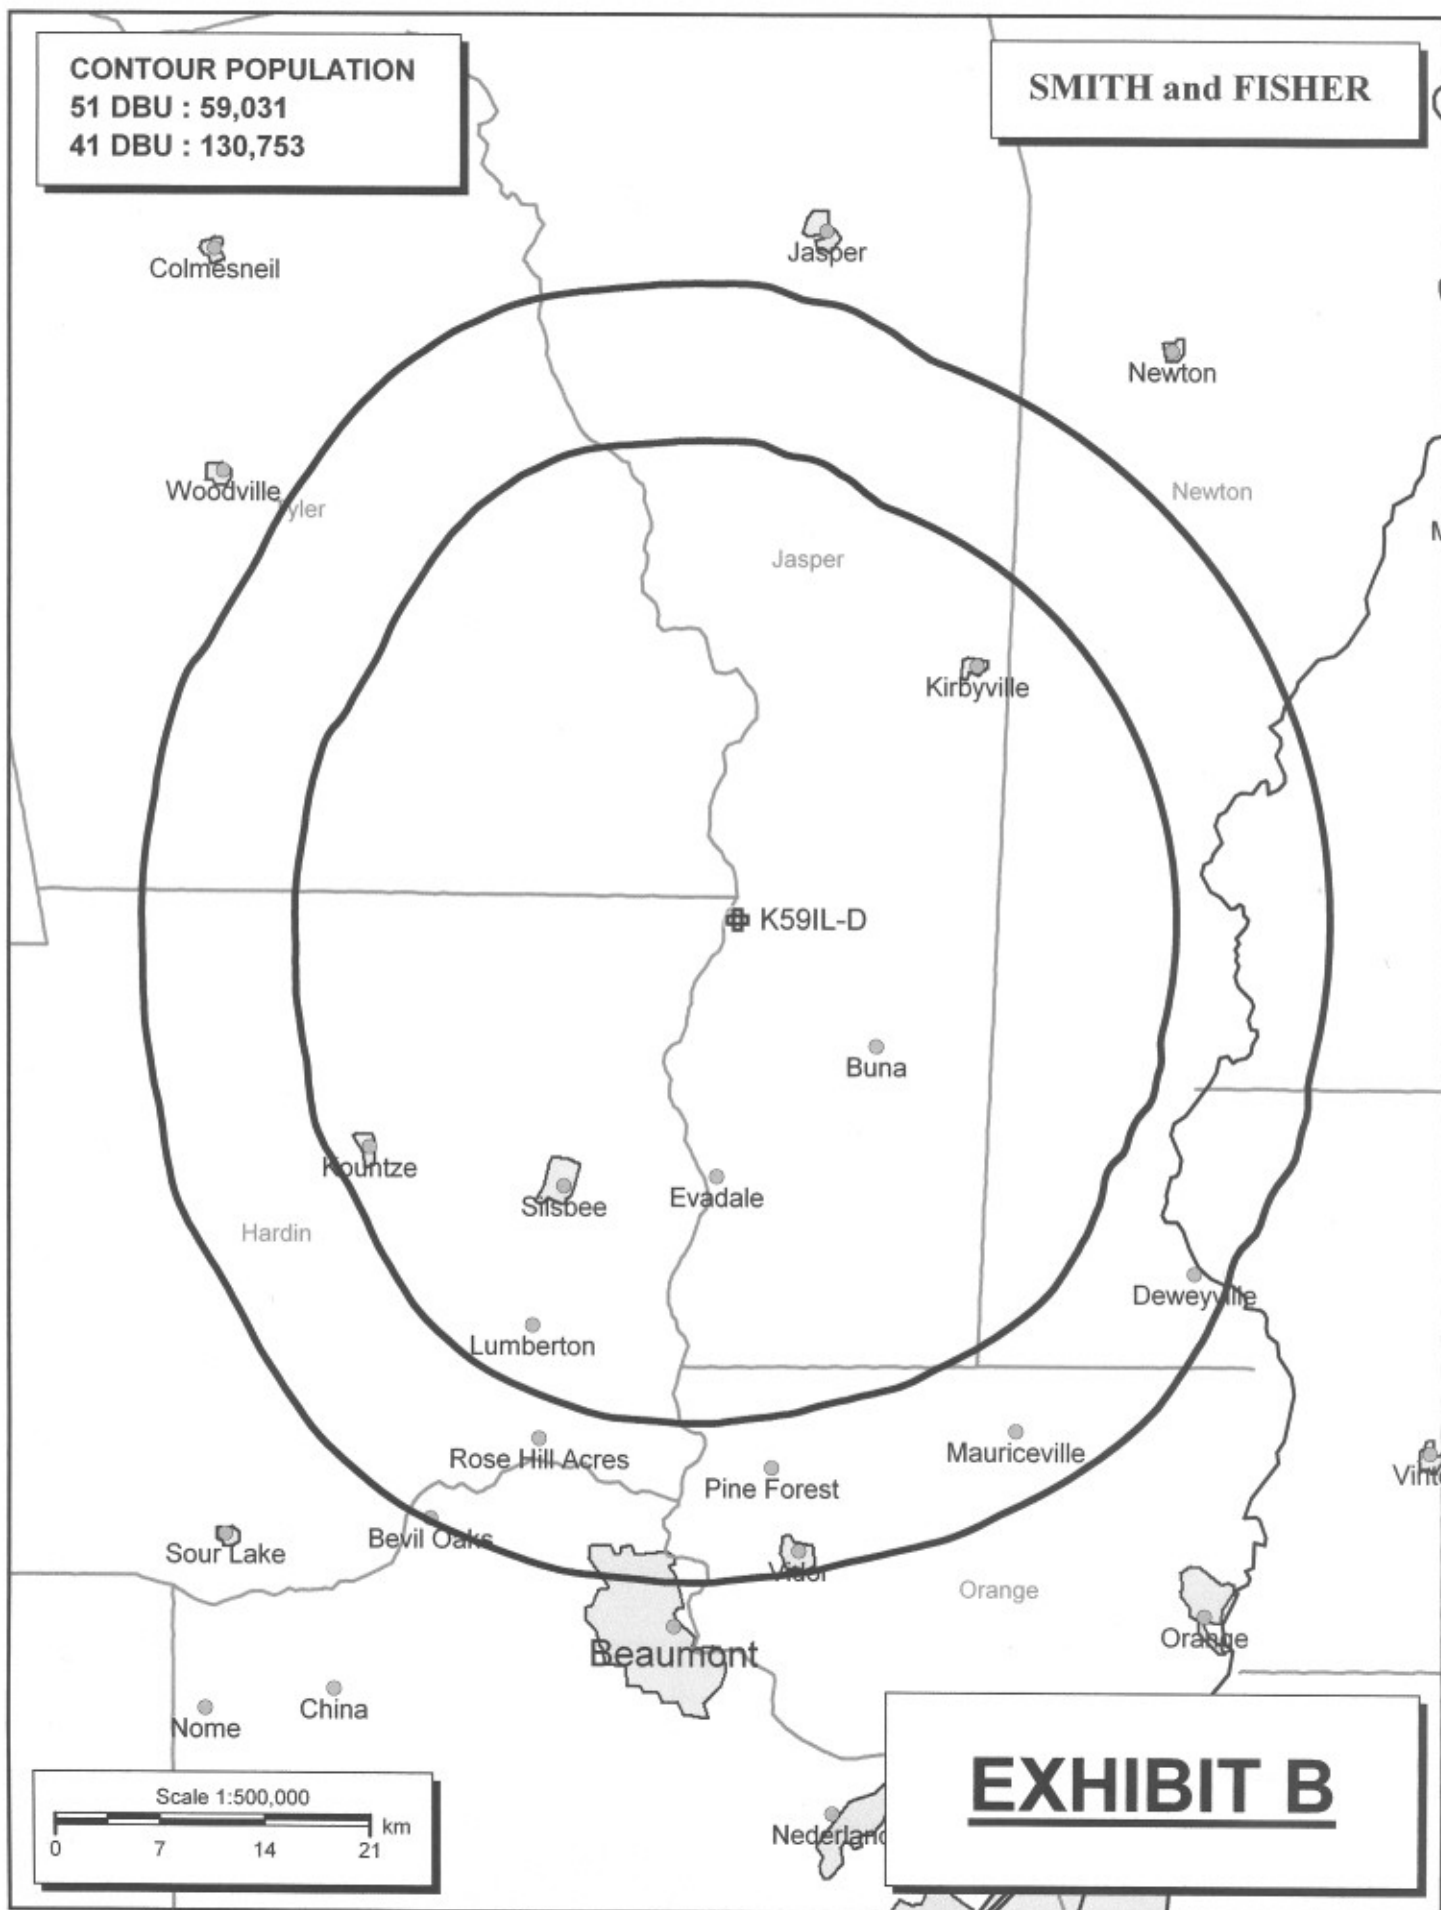 CONTOUR POPULATION
51 DBU : 59,031
41 DBU : 130,753
SMITH and FISHER
Jasper
Colmesneil
Newton
Woodville
Tyler
Newton
Jasper
Kirbyville
K59IL-D
Buna
Kountze
Silsbee
Evadale
Hardin
Deweyville
Lumberton
Rose Hill Acres
Mauriceville
Pine Forest
Bevil Oaks
Sour Lake
Vidor
Orange
Orange
Beaumont
China
Nome
Scale 1:500,000
km
0 7 14 21
EXHIBIT B
Nederland